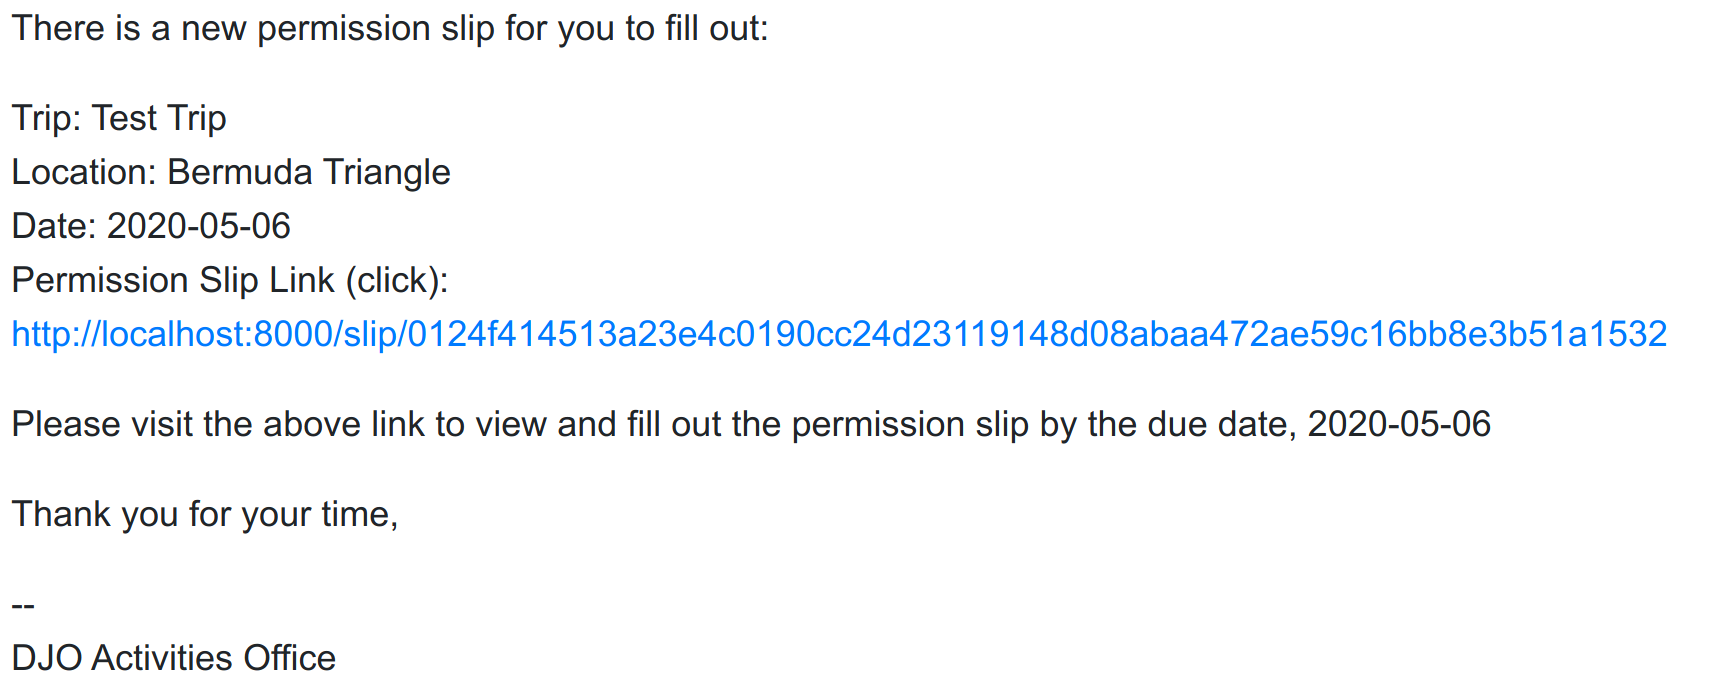 There is a new permission slip for you to fill out:
Trip: Test Trip
Location: Bermuda Triangle
Date: 2020-05-06
Permission Slip Link (click):
http://localhost:8000/slip/0124f414513a23e4c0190cc24d23119148d08abaa472ae59c16bb8e3b51a1532
Please visit the above link to view and fill out the permission slip by the due date, 2020-05-06
Thank you for your time,
--
DJO Activities Office